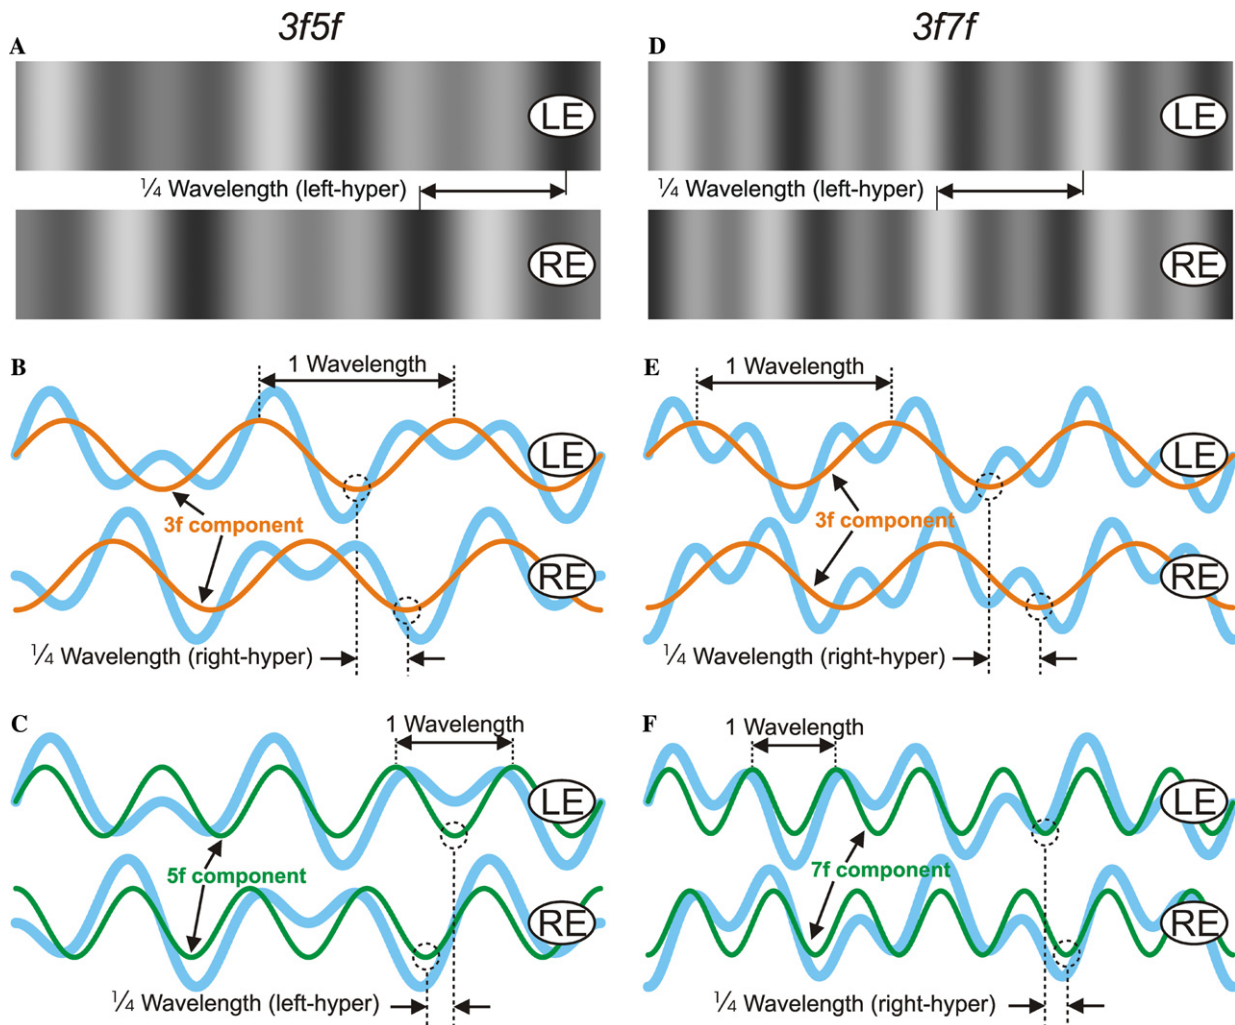 3f5f
A
LE
¼ Wavelength (left-hyper)
RE
B
1 Wavelength
LE
3f component
RE
¼ Wavelength (right-hyper)
C
1 Wavelength
LE
5f component
RE
¼ Wavelength (left-hyper)
3f7f
D
LE
¼ Wavelength (left-hyper)
RE
E
1 Wavelength
LE
3f component
RE
¼ Wavelength (right-hyper)
F
1 Wavelength
LE
7f component
RE
¼ Wavelength (right-hyper)